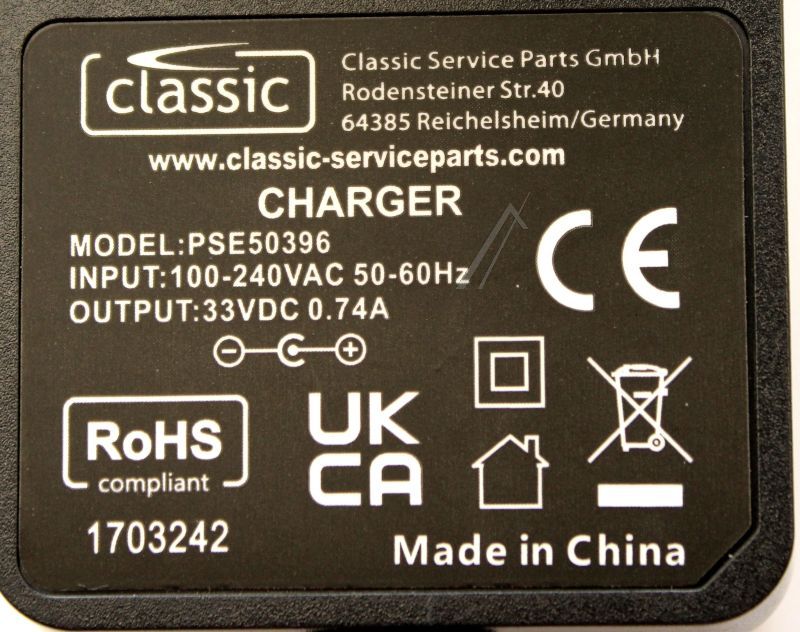 classic
Classic Service Parts GmbH
Rodensteiner Str.40
64385 Reichelsheim/Germany
www.classic-serviceparts.com
CHARGER
MODEL:PSE50396
INPUT:100-240VAC 50-60Hz
OUTPUT:33VDC 0.74A
CE
RoHS
compliant
UK
CA
1703242
Made in China